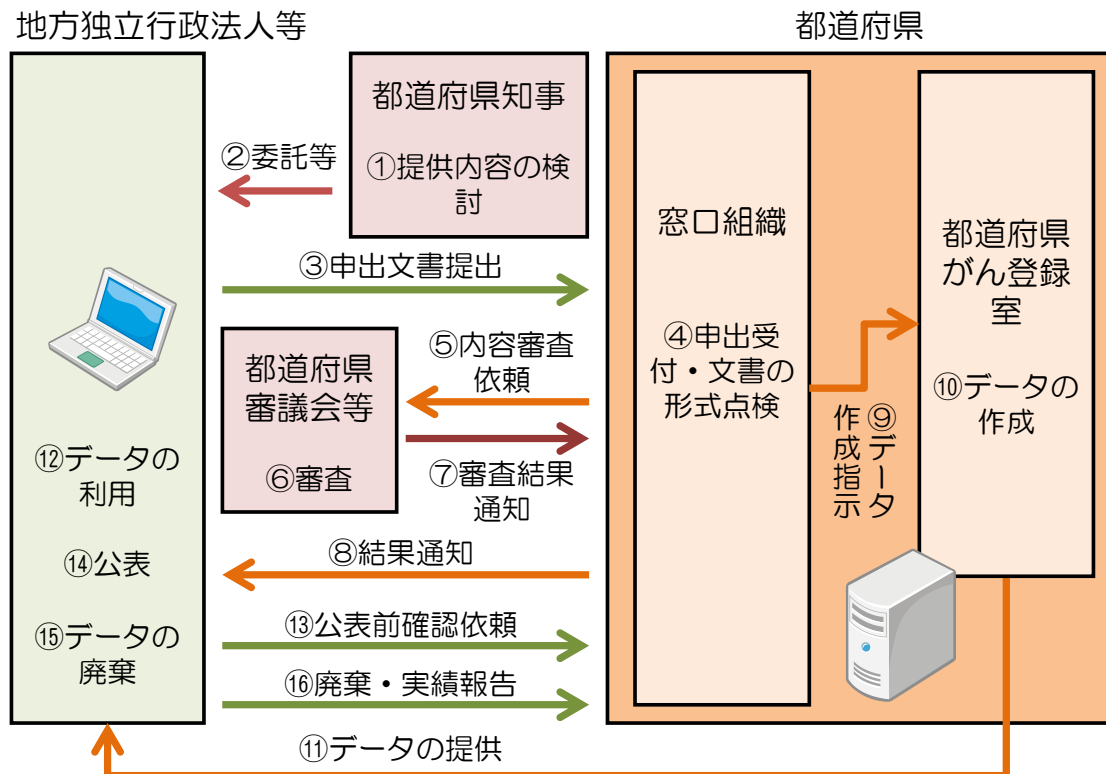 地方独立行政法人等
都道府県
都道府県知事
①提供内容の検
討
②委託等
③申出文書提出
窓口組織
④申出受
付・文書の
形式点検
都道府県
がん登録
室
⑩データの
作成
⑨データ
作成指示
⑤内容審査
依頼
都道府県
審議会等
⑥審査
⑦審査結果
通知
⑫データの
利用
⑧結果通知
⑭公表
⑬公表前確認依頼
⑮データの
廃棄
⑯廃棄・実績報告
⑪データの提供